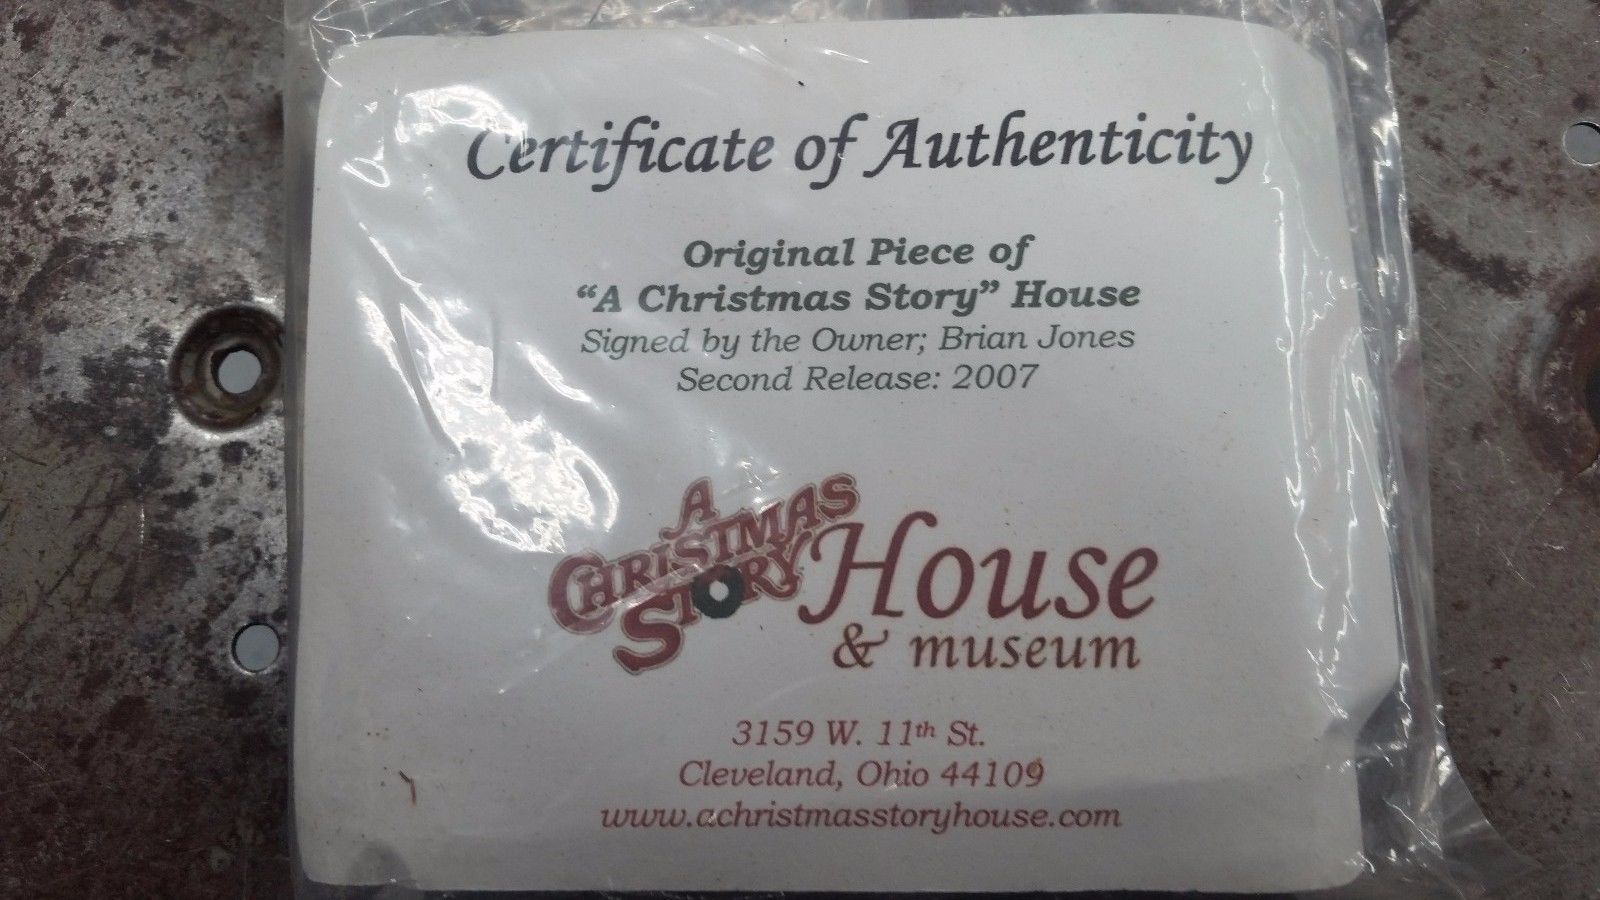 Certificate of Authenticity
Original Piece of
“A Christmas Story” House
Signed by the Owner; Brian Jones
Second Release: 2007
A
CHRISTMAS
STORY House
& museum
3159 W. 11th St.
Cleveland, Ohio 44109
www.achristmasstoryhouse.com